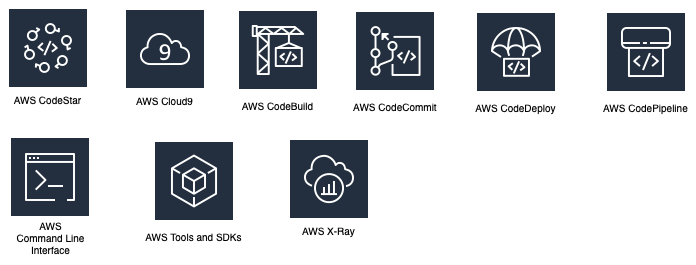 </>
9
</>
</>
</>
</>
AWS CodeStar
AWS Cloud9
AWS CodeBuild
AWS CodeCommit
AWS CodeDeploy
AWS CodePipeline
>_
AWS
Command Line
Interface
AWS Tools and SDKs
AWS X-Ray